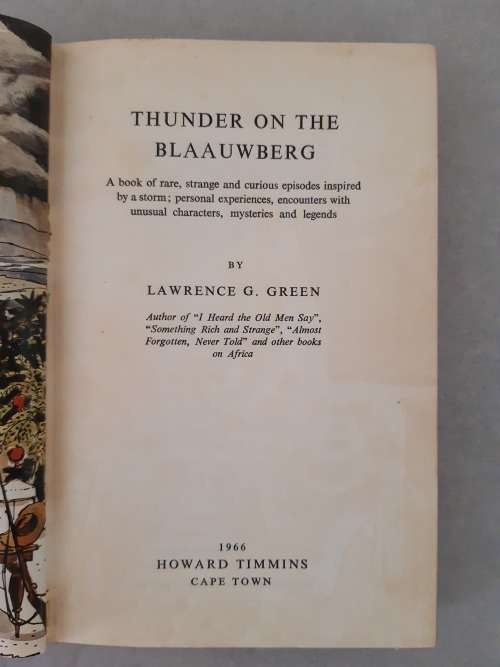 THUNDER ON THE
BLAAUWBERG
A book of rare, strange and curious episodes inspired
by a storm; personal experiences, encounters with
unusual characters, mysteries and legends
BY
LAWRENCE G. GREEN
Author of "I Heard the Old Men Say",
"Something Rich and Strange", "Almost
Forgotten, Never Told" and other books
on Africa
1966
HOWARD TIMMINS
CAPE TOWN